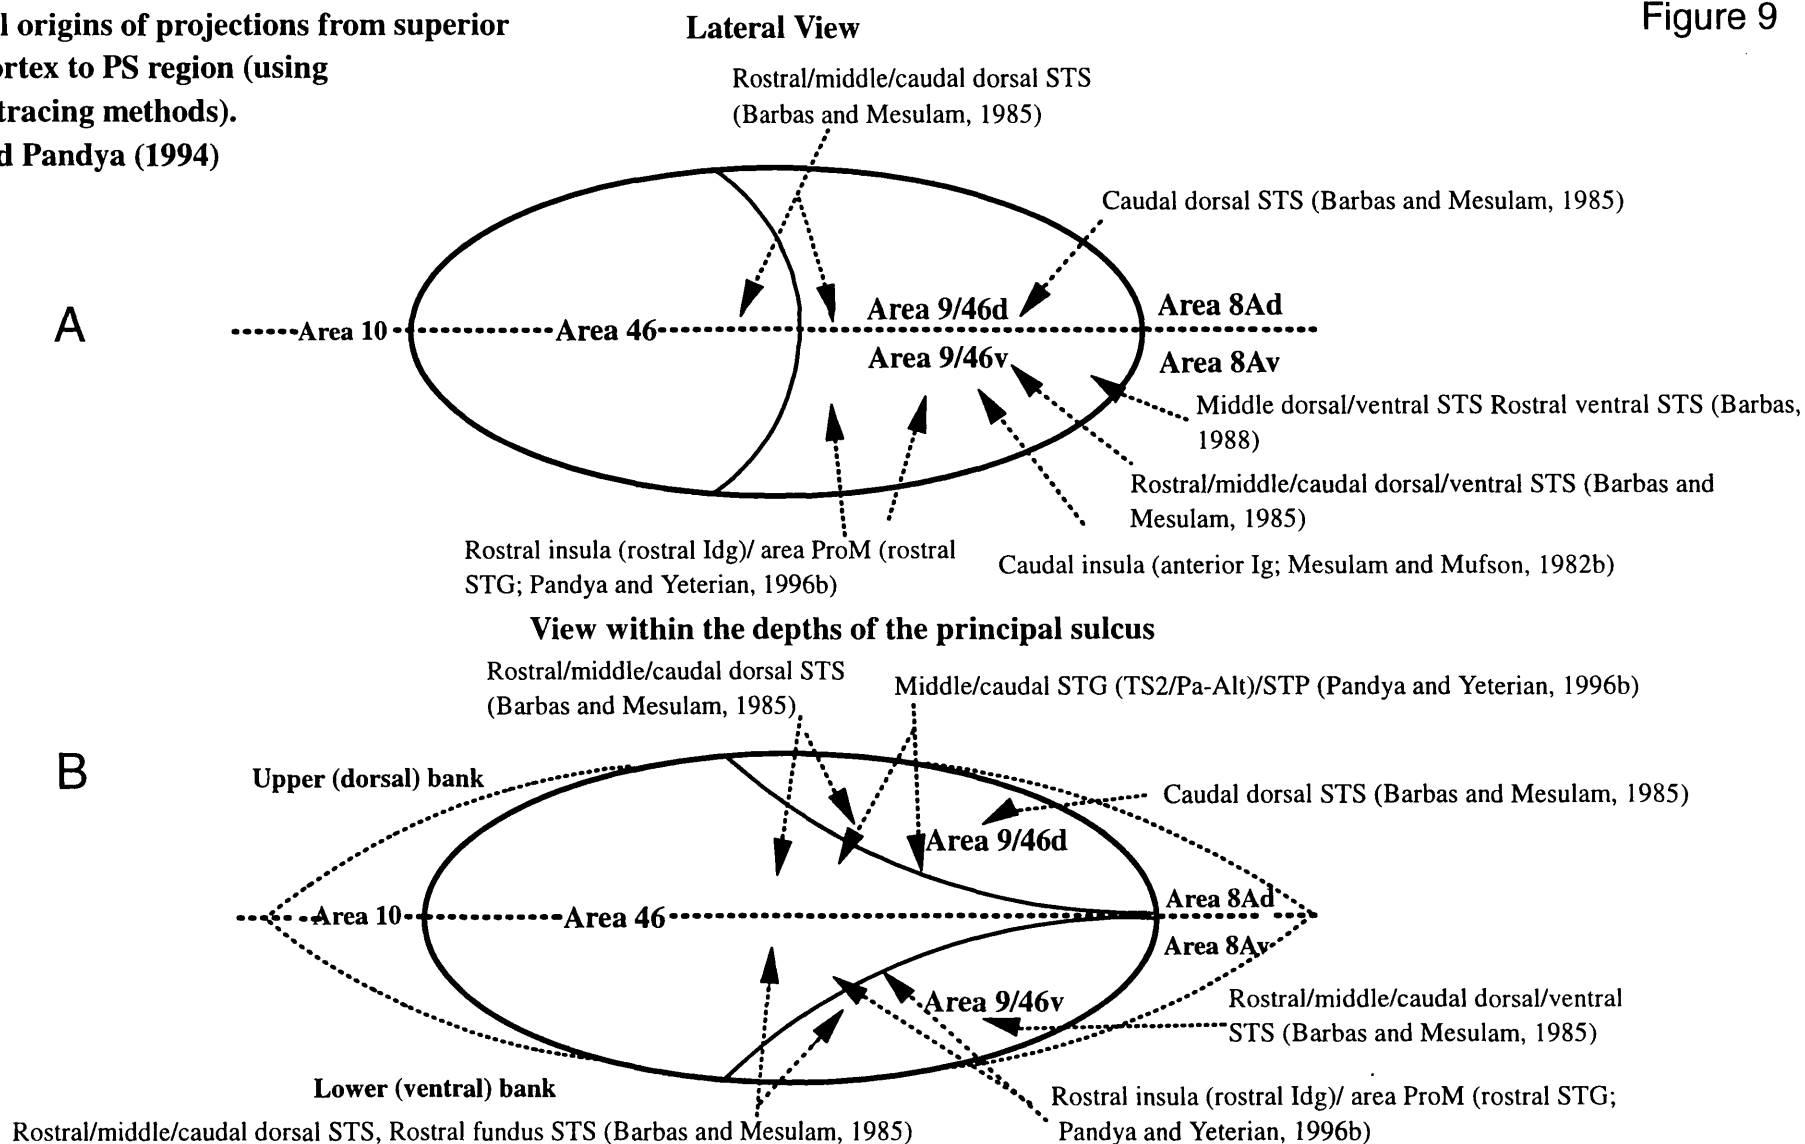 l origins of projections from superior
ortex to PS region (using
tracing methods).
d Pandya (1994)
Lateral View
Figure 9
Rostral/middle/caudal dorsal STS
(Barbas and Mesulam, 1985)
Caudal dorsal STS (Barbas and Mesulam, 1985)
A
Area 10
Area 46
Area 9/46d
Area 8Ad
Area 9/46v
Area 8Av
Middle dorsal/ventral STS Rostral ventral STS (Barbas,
1988)
Rostral/middle/caudal dorsal/ventral STS (Barbas and
Mesulam, 1985)
Rostral insula (rostral Idg)/ area ProM (rostral
STG; Pandya and Yeterian, 1996b)
Caudal insula (anterior Ig; Mesulam and Mufson, 1982b)
View within the depths of the principal sulcus
Rostral/middle/caudal dorsal STS
(Barbas and Mesulam, 1985)
Middle/caudal STG (TS2/Pa-Alt)/STP (Pandya and Yeterian, 1996b)
B
Upper (dorsal) bank
Caudal dorsal STS (Barbas and Mesulam, 1985)
Area 9/46d
Area 10
Area 46
Area 8Ad
Area 8Av
Area 9/46v
Rostral/middle/caudal dorsal/ventral
STS (Barbas and Mesulam, 1985)
Lower (ventral) bank
Rostral insula (rostral Idg)/ area ProM (rostral STG;
Pandya and Yeterian, 1996b)
Rostral/middle/caudal dorsal STS, Rostral fundus STS (Barbas and Mesulam, 1985)